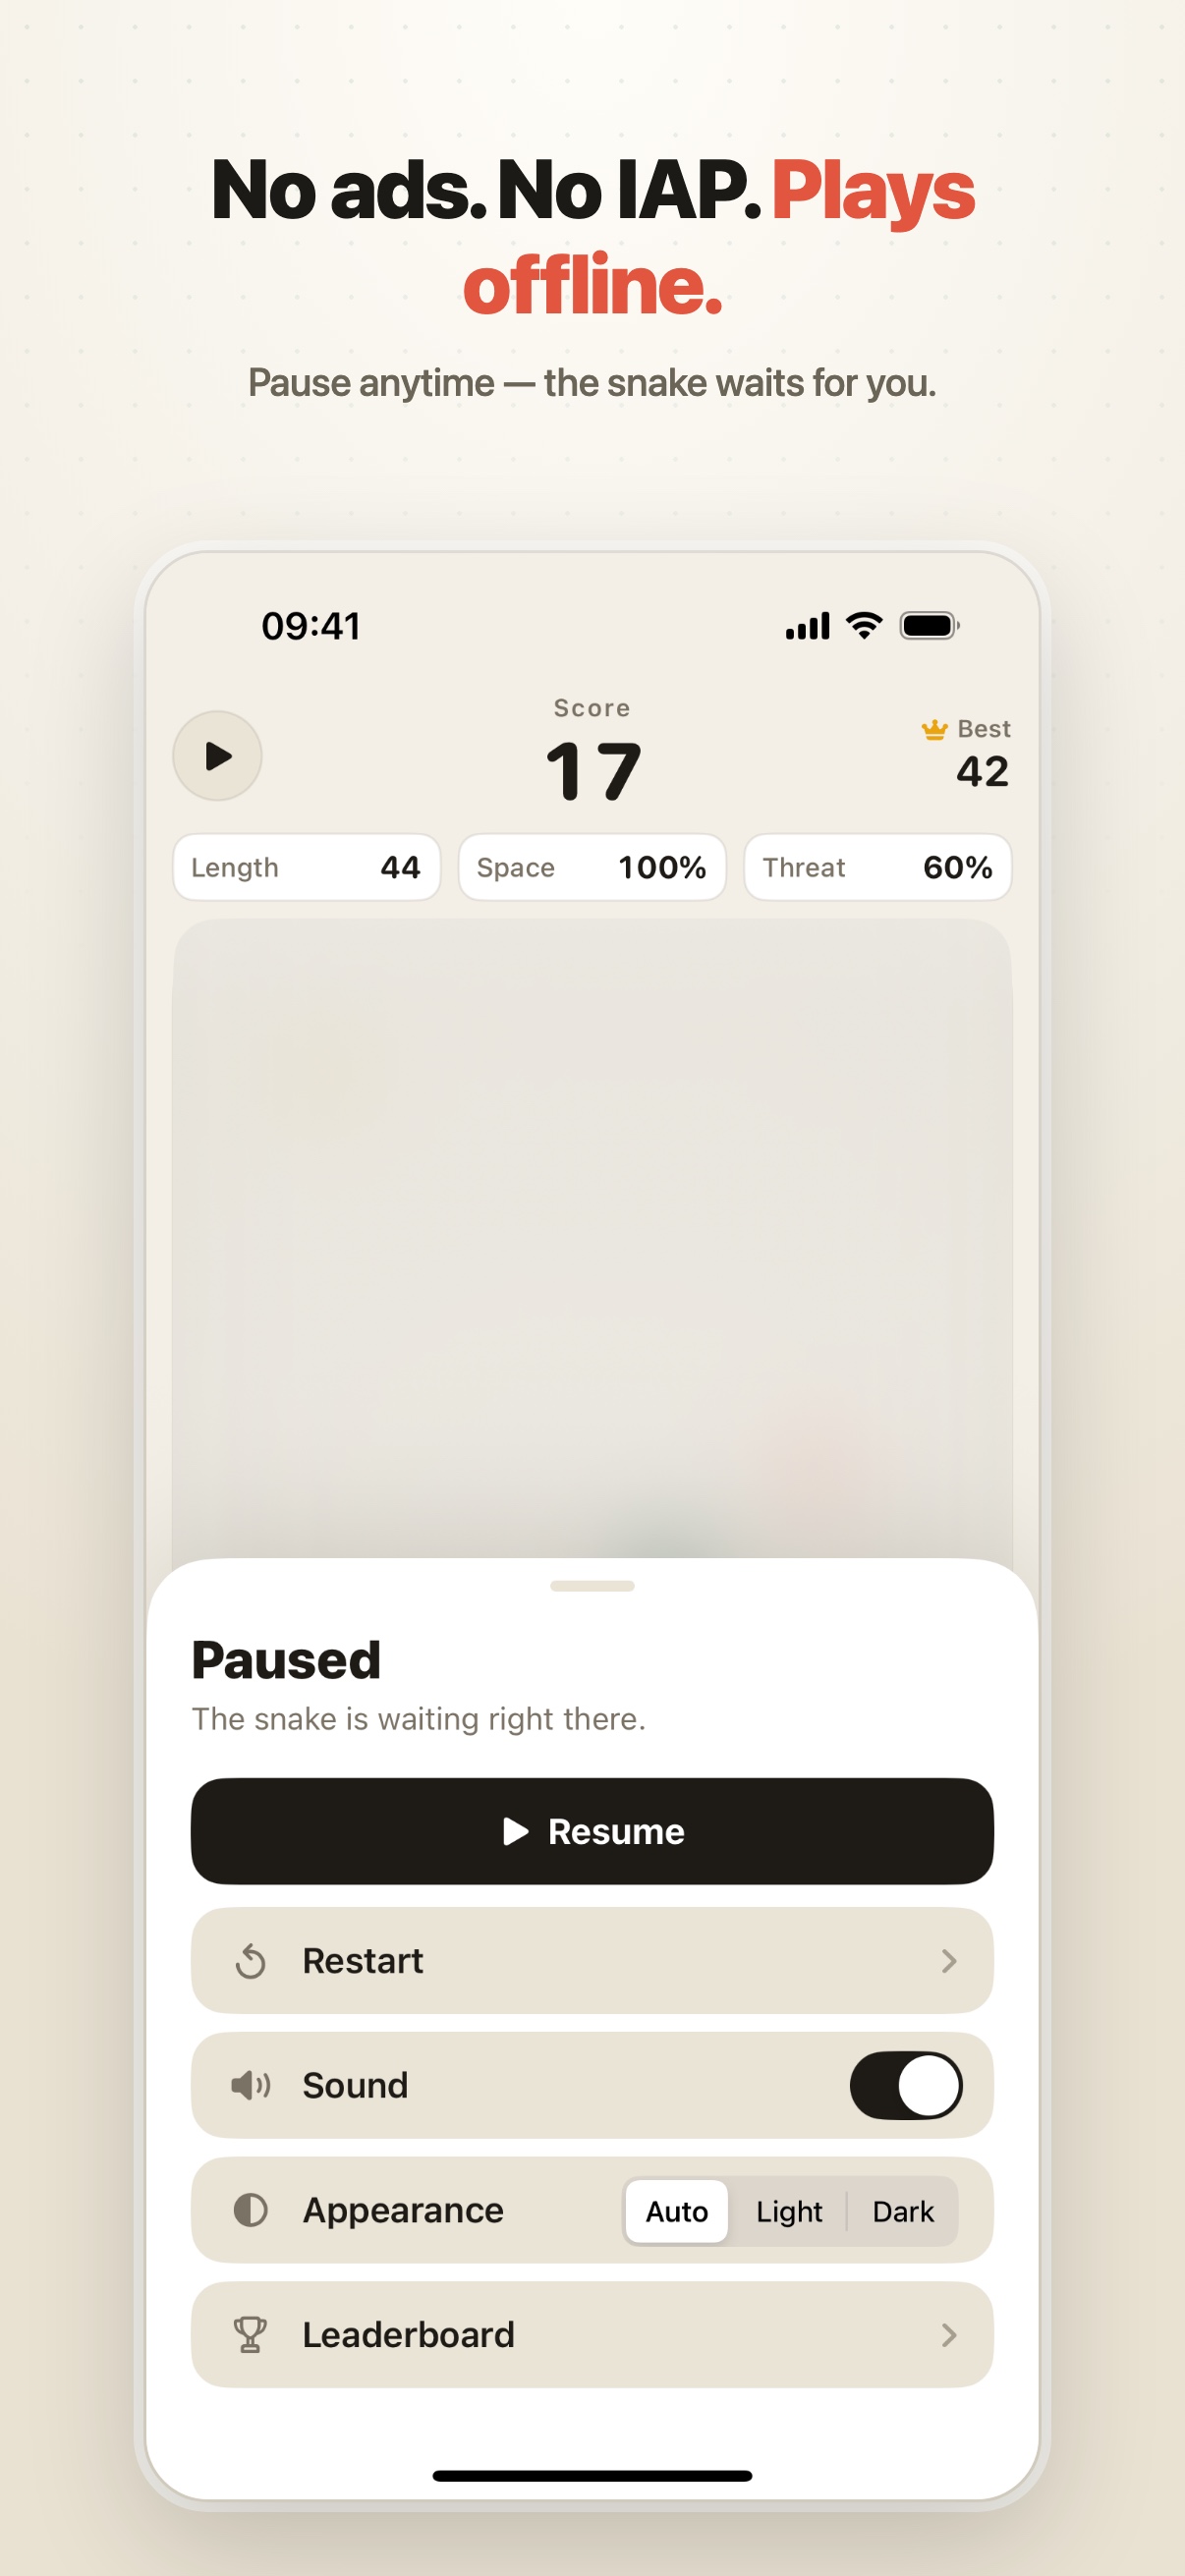 No ads. No IAP. Plays
offline.
Pause anytime — the snake waits for you.
09:41
Score
17
Best
42
Length 44
Space 100%
Threat 60%
Paused
The snake is waiting right there.
Resume
Restart
Sound
Appearance Auto Light Dark
Leaderboard